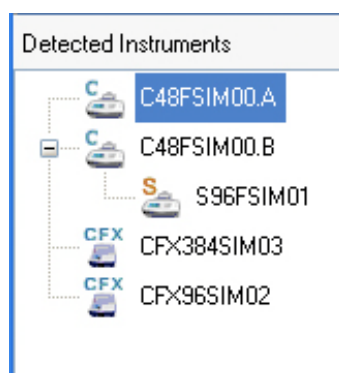 Detected Instruments
C C48FSIM00.A
C C48FSIM00.B
S S96FSIM01
CFX CFX384SIM03
CFX CFX96SIM02